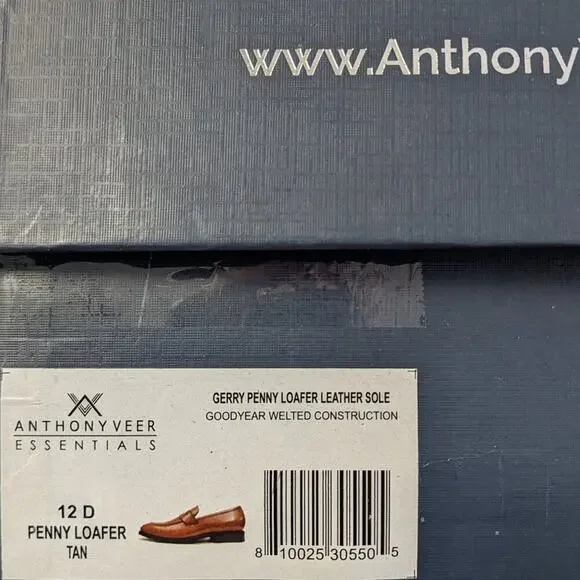 www.Anthony
GERRY PENNY LOAFER LEATHER SOLE
GOODYEAR WELTED CONSTRUCTION
ANTHONYVEER
ESSENTIALS
12 D
PENNY LOAFER
TAN
8 10025 30550 5